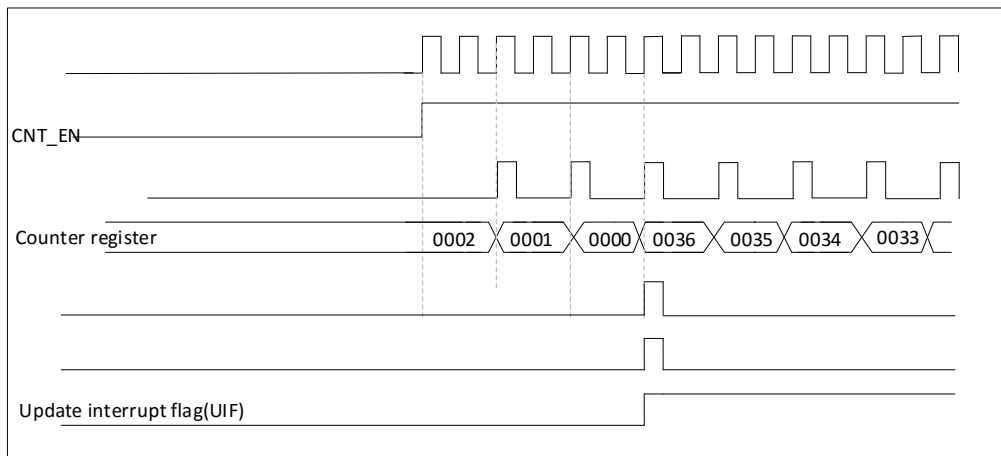 CNT_EN
Counter register 0002 0001 0000 0036 0035 0034 0033
Update interrupt flag(UIF)